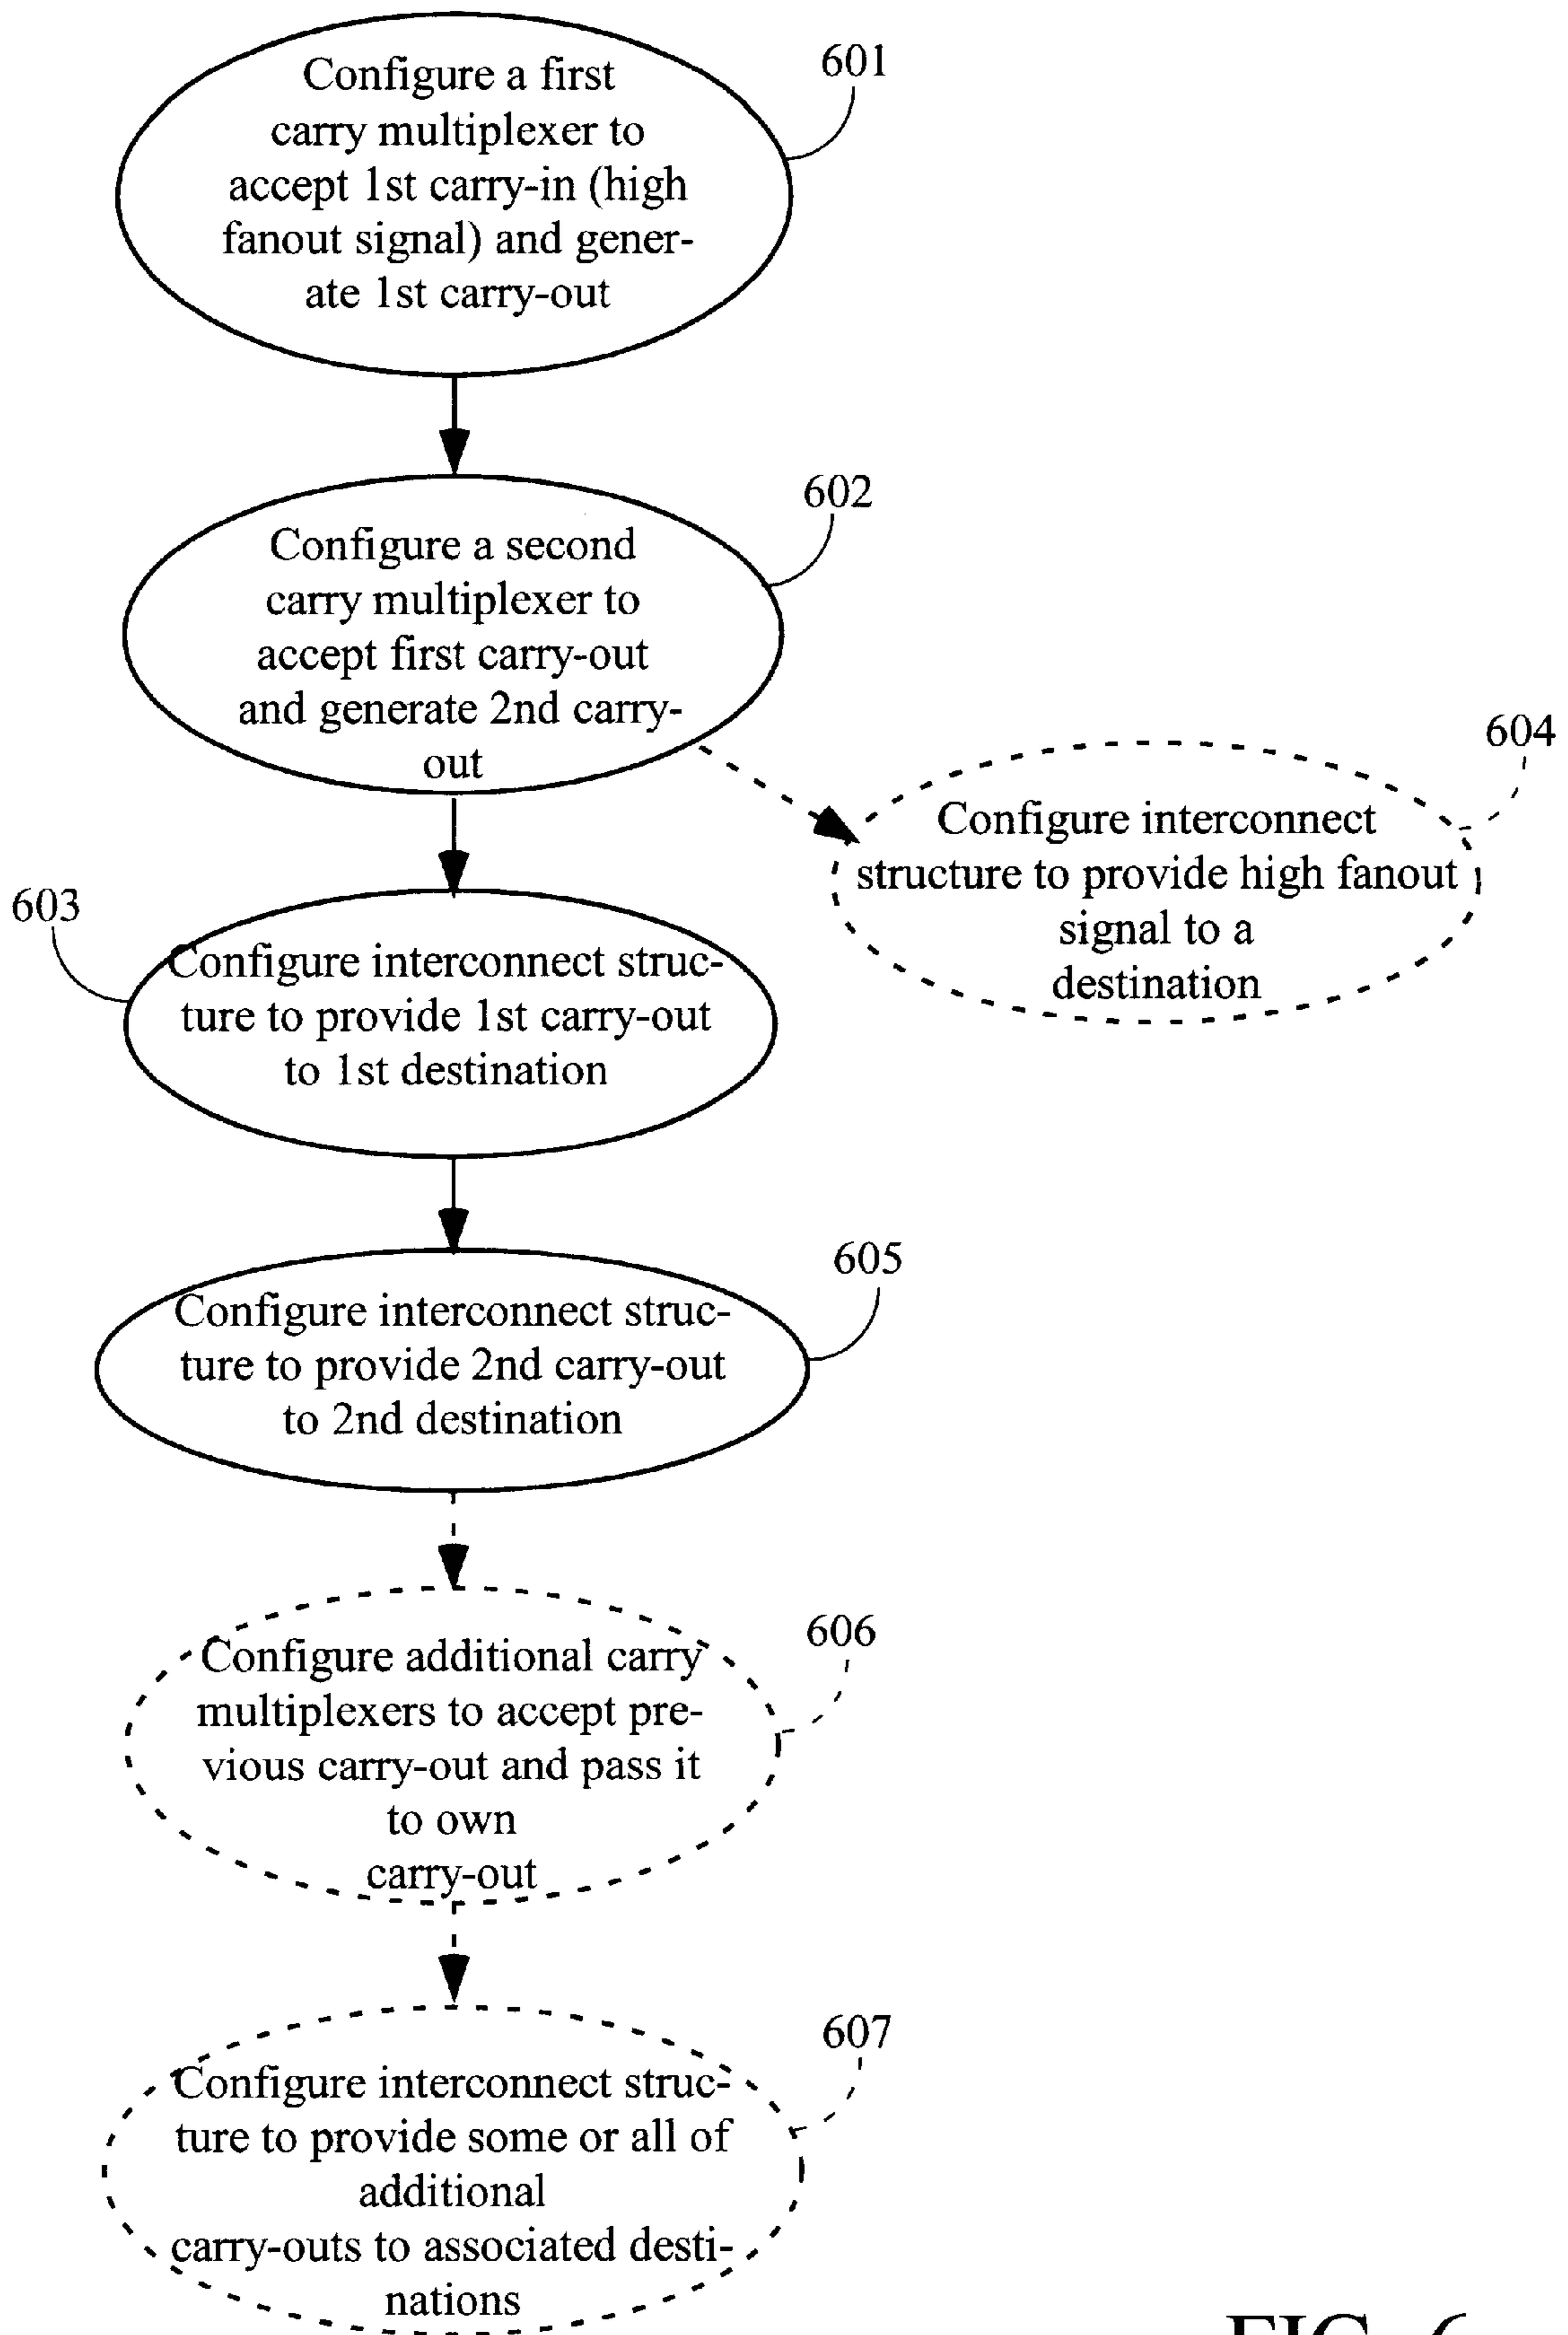 Configure a first
carry multiplexer to
accept 1st carry-in (high
fanout signal) and gener-
ate 1st carry-out
601
Configure a second
carry multiplexer to
accept first carry-out
and generate 2nd carry-
out
602
604
Configure interconnect
structure to provide high fanout
signal to a
destination
603
Configure interconnect struc-
ture to provide 1st carry-out
to 1st destination
605
Configure interconnect struc-
ture to provide 2nd carry-out
to 2nd destination
606
Configure additional carry
multiplexers to accept pre-
vious carry-out and pass it
to own
carry-out
607
Configure interconnect struc-
ture to provide some or all of
additional
carry-outs to associated desti-
nations
FIG. 6